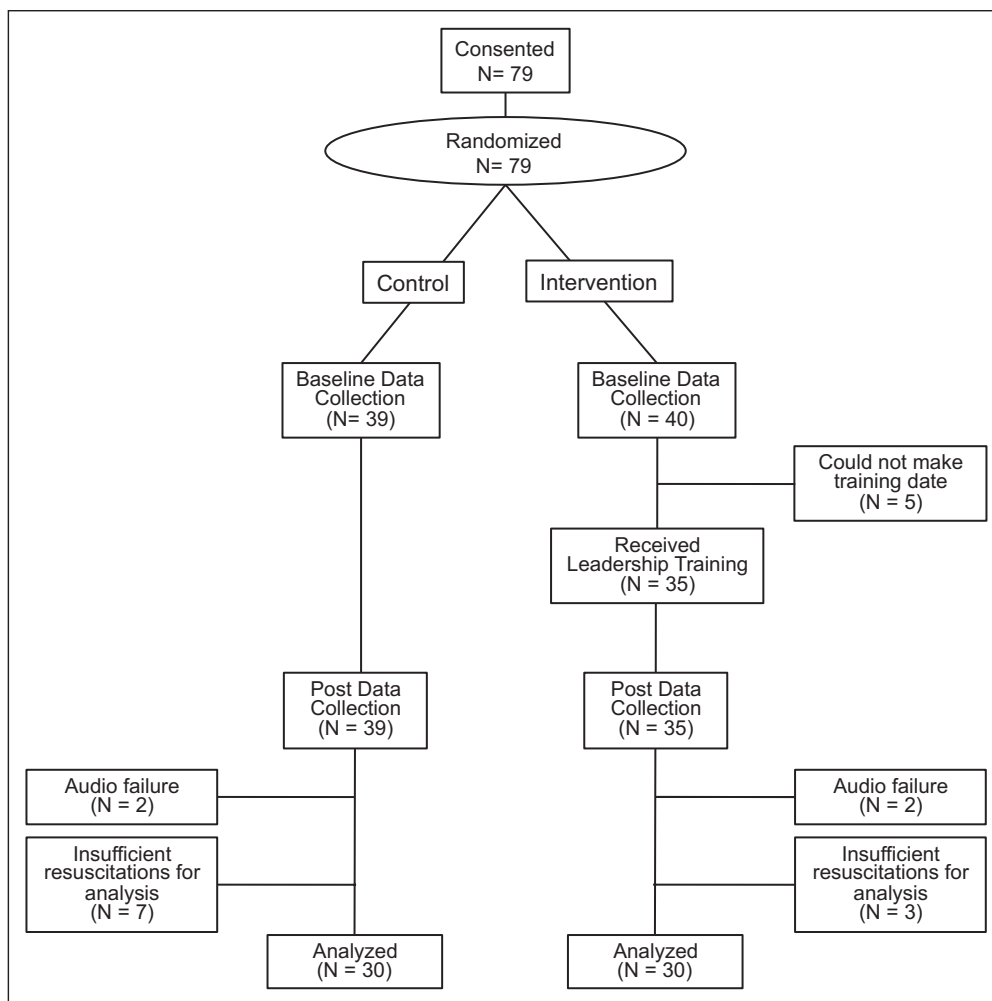 Consented
N= 79
Randomized
N= 79
Control
Intervention
Baseline Data
Collection
(N= 39)
Baseline Data
Collection
(N = 40)
Could not make
training date
(N = 5)
Received
Leadership Training
(N = 35)
Post Data
Collection
(N = 39)
Post Data
Collection
(N = 35)
Audio failure
(N = 2)
Audio failure
(N = 2)
Insufficient
resuscitations for
analysis
(N = 7)
Insufficient
resuscitations for
analysis
(N = 3)
Analyzed
(N = 30)
Analyzed
(N = 30)